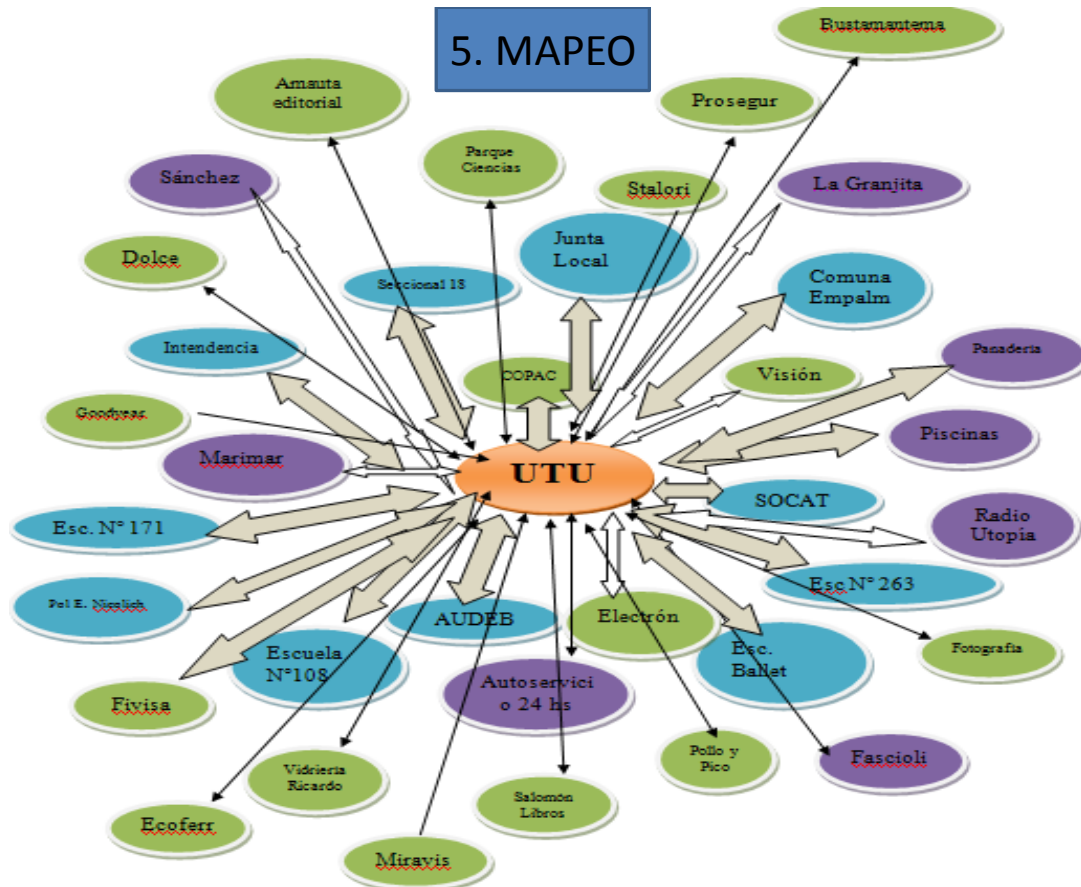 5. MAPEO
Bustamantema
Amauta
editorial
Prosegur
Parque
Ciencias
Sánchez
Stalori
La Granjita
Junta
Local
Dolce
Seccional 18
Comuna
Empalm
Intendencia
Panadería
COPAC
Visión
Goodyear
Marimar
Piscinas
UTU
SOCAT
Esc. N° 171
Radio
Utopía
Esc N° 263
Pol E. Nicolich
AUDEB
Electrón
Escuela
N°108
Esc.
Ballet
Fotografía
Autoservici
o 24 hs
Fivisa
Pollo y
Pico
Fascioli
Vidriería
Ricardo
Salomón
Libros
Ecoferr
Miravis